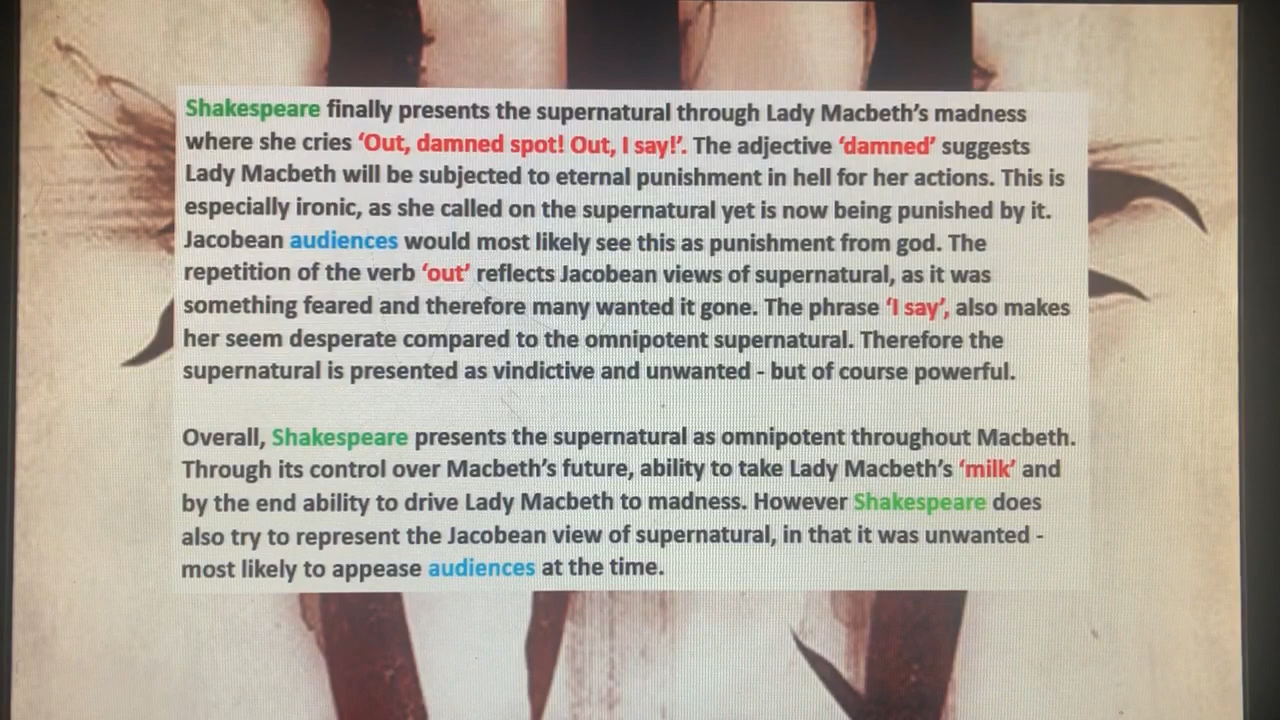 Shakespeare finally presents the supernatural through Lady Macbeth's madness
where she cries 'Out, damned spot! Out, I say!'. The adjective 'damned' suggests
Lady Macbeth will be subjected to eternal punishment in hell for her actions. This is
especially ironic, as she called on the supernatural yet is now being punished by it.
Jacobean audiences would most likely see this as punishment from god. The
repetition of the verb 'out' reflects Jacobean views of supernatural, as it was
something feared and therefore many wanted it gone. The phrase 'I say', also makes
her seem desperate compared to the omnipotent supernatural. Therefore the
supernatural is presented as vindictive and unwanted - but of course powerful.
Overall, Shakespeare presents the supernatural as omnipotent throughout Macbeth.
Through its control over Macbeth's future, ability to take Lady Macbeth's 'milk' and
by the end ability to drive Lady Macbeth to madness. However Shakespeare does
also try to represent the Jacobean view of supernatural, in that it was unwanted -
most likely to appease audiences at the time.